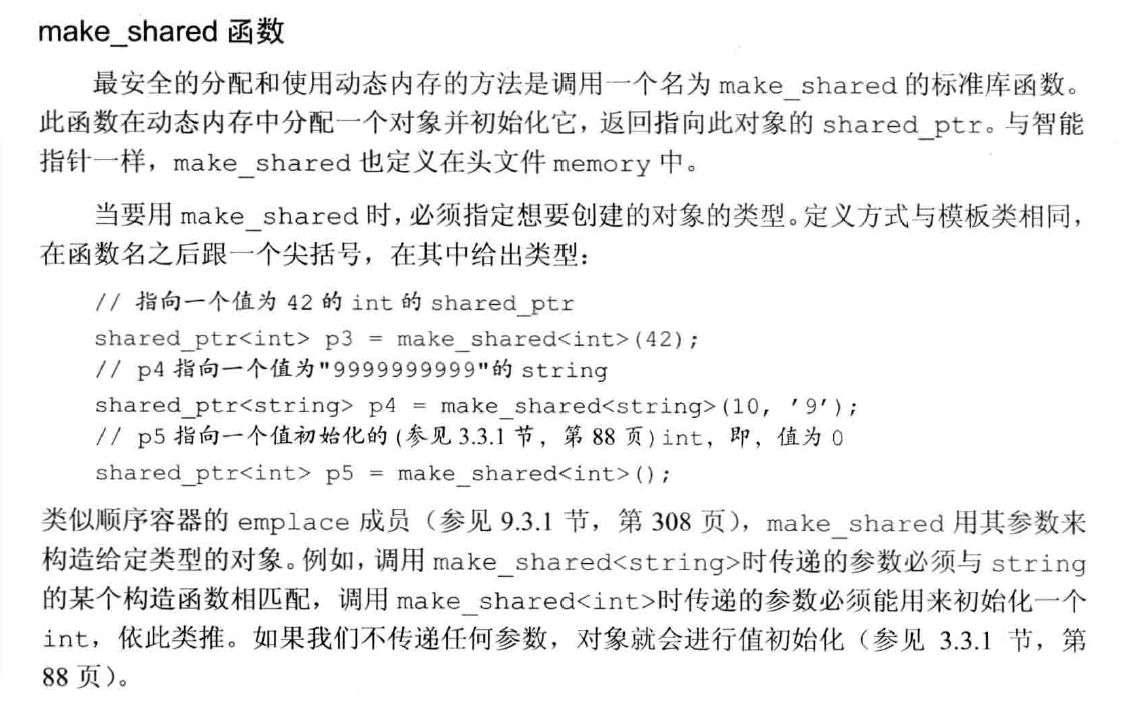 make_shared 函数
最安全的分配和使用动态内存的方法是调用一个名为 make_shared 的标准库函数。
此函数在动态内存中分配一个对象并初始化它，返回指向此对象的 shared_ptr。与智能
指针一样，make_shared 也定义在头文件 memory 中。
当要用 make_shared 时，必须指定想要创建的对象的类型。定义方式与模板类相同，
在函数名之后跟一个尖括号，在其中给出类型：
// 指向一个值为 42 的 int 的 shared_ptr
shared_ptr<int> p3 = make_shared<int>(42);
// p4 指向一个值为"9999999999"的 string
shared_ptr<string> p4 = make_shared<string>(10, '9');
// p5 指向一个值初始化的(参见 3.3.1 节，第 88 页)int，即，值为 0
shared_ptr<int> p5 = make_shared<int>();
类似顺序容器的 emplace 成员（参见 9.3.1 节，第 308 页），make_shared 用其参数来
构造给定类型的对象。例如，调用 make_shared<string>时传递的参数必须与 string
的某个构造函数相匹配，调用 make_shared<int>时传递的参数必须能用来初始化一个
int，依此类推。如果我们不传递任何参数，对象就会进行值初始化（参见 3.3.1 节，第
88 页）。